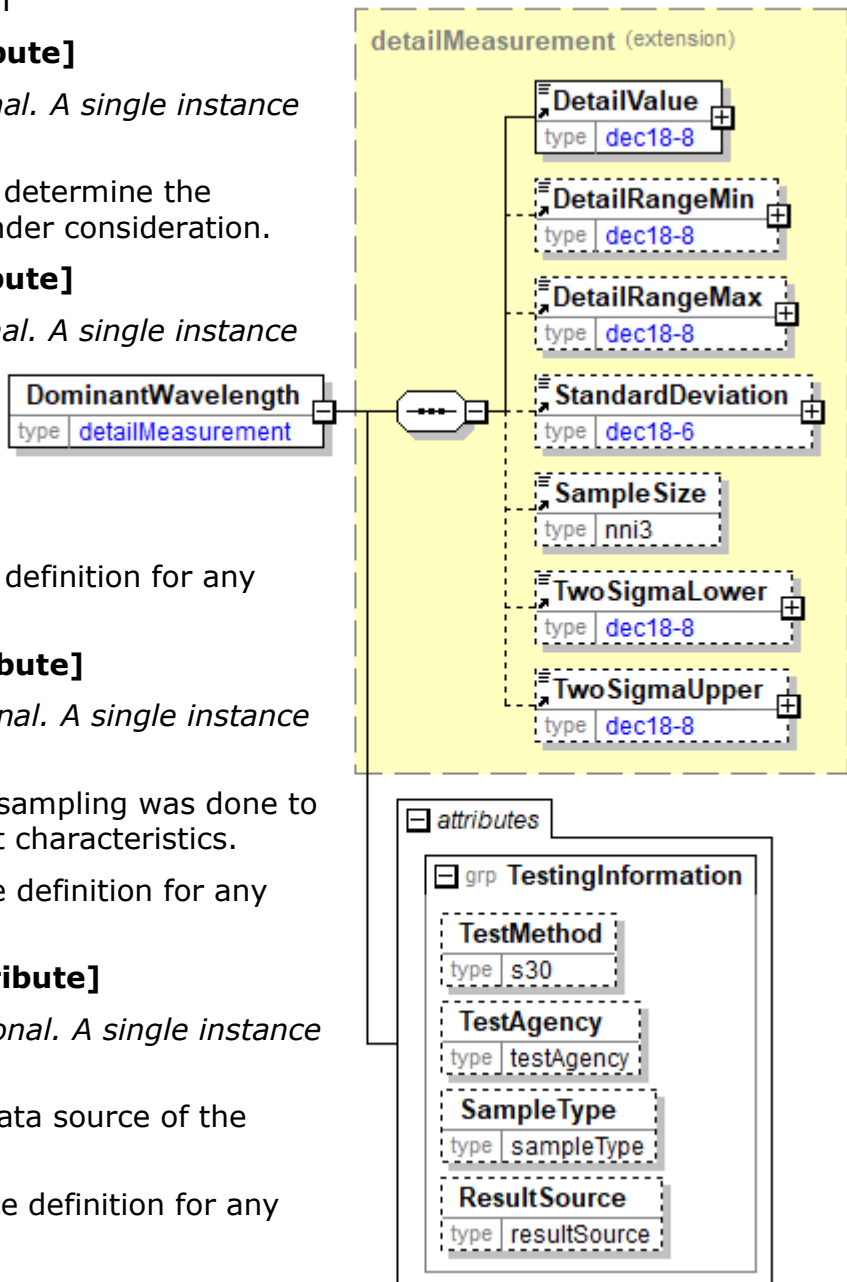 bute]
nal. A single instance
determine the
nder consideration.
bute]
al. A single instance
definition for any
ibute]
nal. A single instance
sampling was done to
t characteristics.
e definition for any
ribute]
onal. A single instance
ata source of the
e definition for any
DominantWavelength
type detailMeasurement
detailMeasurement (extension)
DetailValue
type dec18-8
DetailRangeMin
type dec18-8
DetailRangeMax
type dec18-8
StandardDeviation
type dec18-6
SampleSize
type nni3
TwoSigmaLower
type dec18-8
TwoSigmaUpper
type dec18-8
attributes
grp TestingInformation
TestMethod
type s30
TestAgency
type testAgency
SampleType
type sampleType
ResultSource
type resultSource